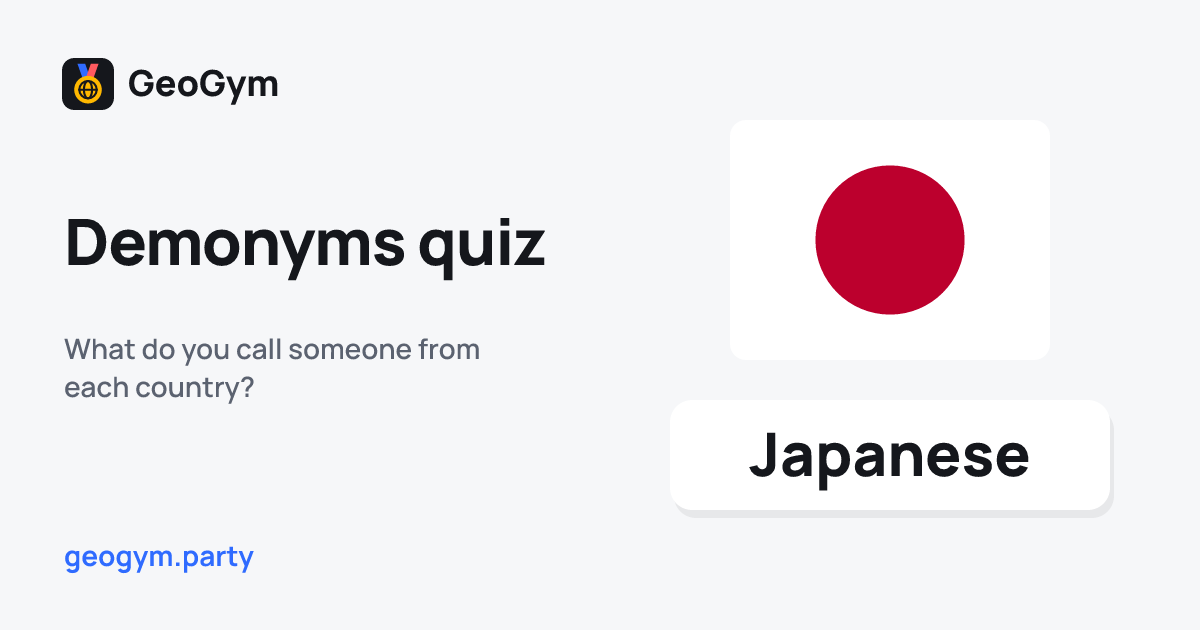 GeoGym
Demonyms quiz
What do you call someone from
each country?
Japanese
geogym.party